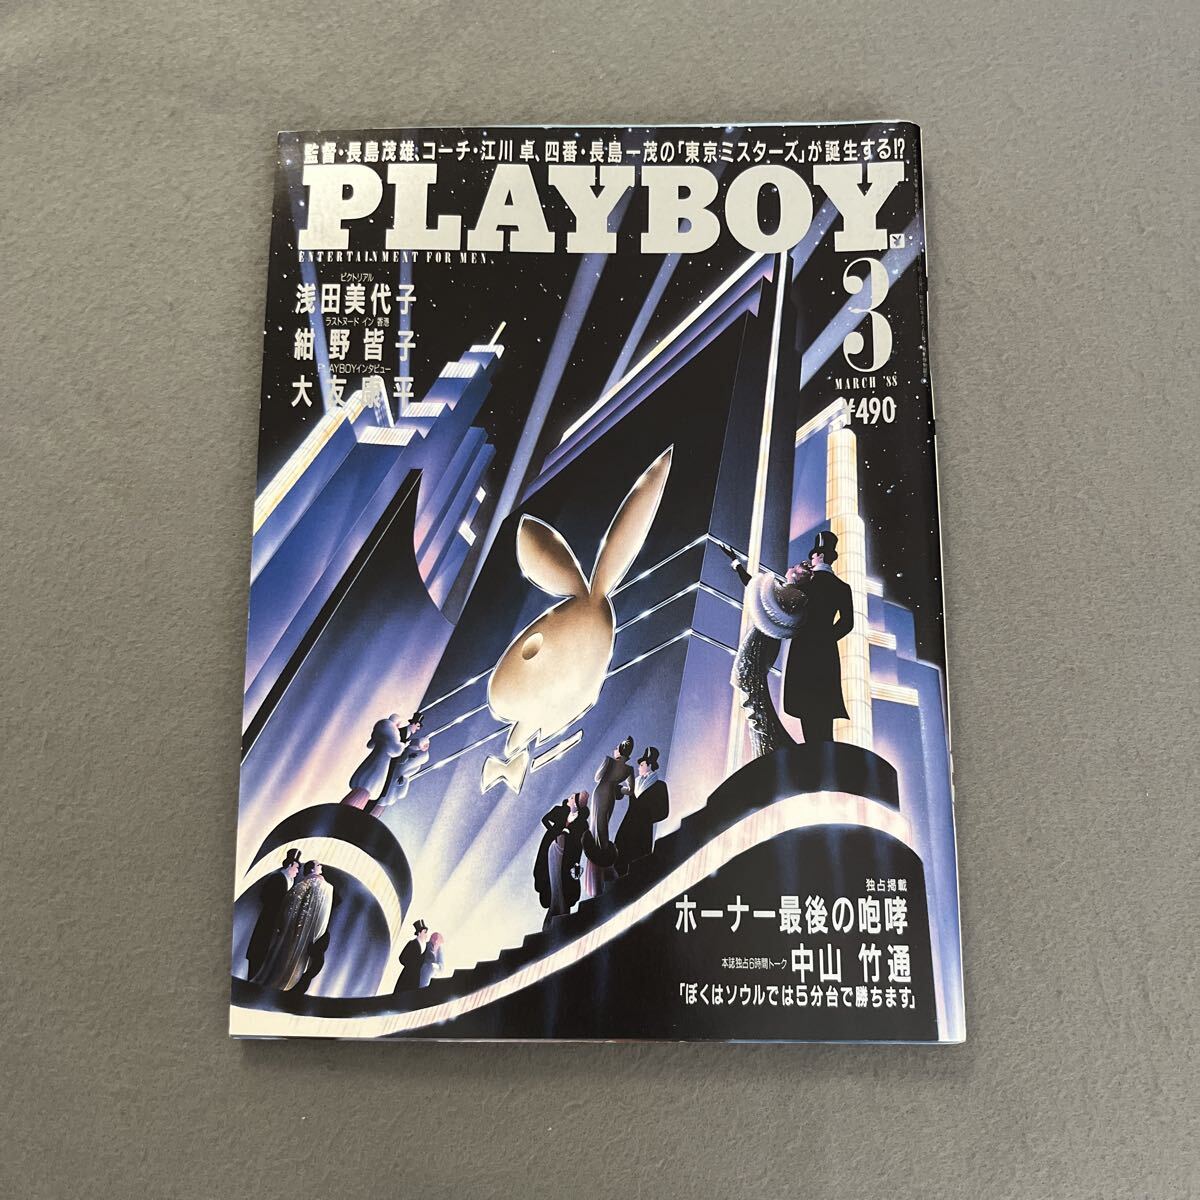 監督・長島茂雄、コーチ・江川 卓、四番・長島一茂の「東京ミスターズ」が誕生する!?
PLAYBOY
ENTERTAINMENT FOR MEN
ピクトリアル
浅田美代子
ラストヌード イン 香港
紺野皆子
PLAYBOYインタビュー
大友康平
3
MARCH '88
¥490
独占掲載
ホーナー最後の咆哮
本誌独占6時間トーク 中山 竹通
「ぼくはソウルでは5分台で勝ちます」